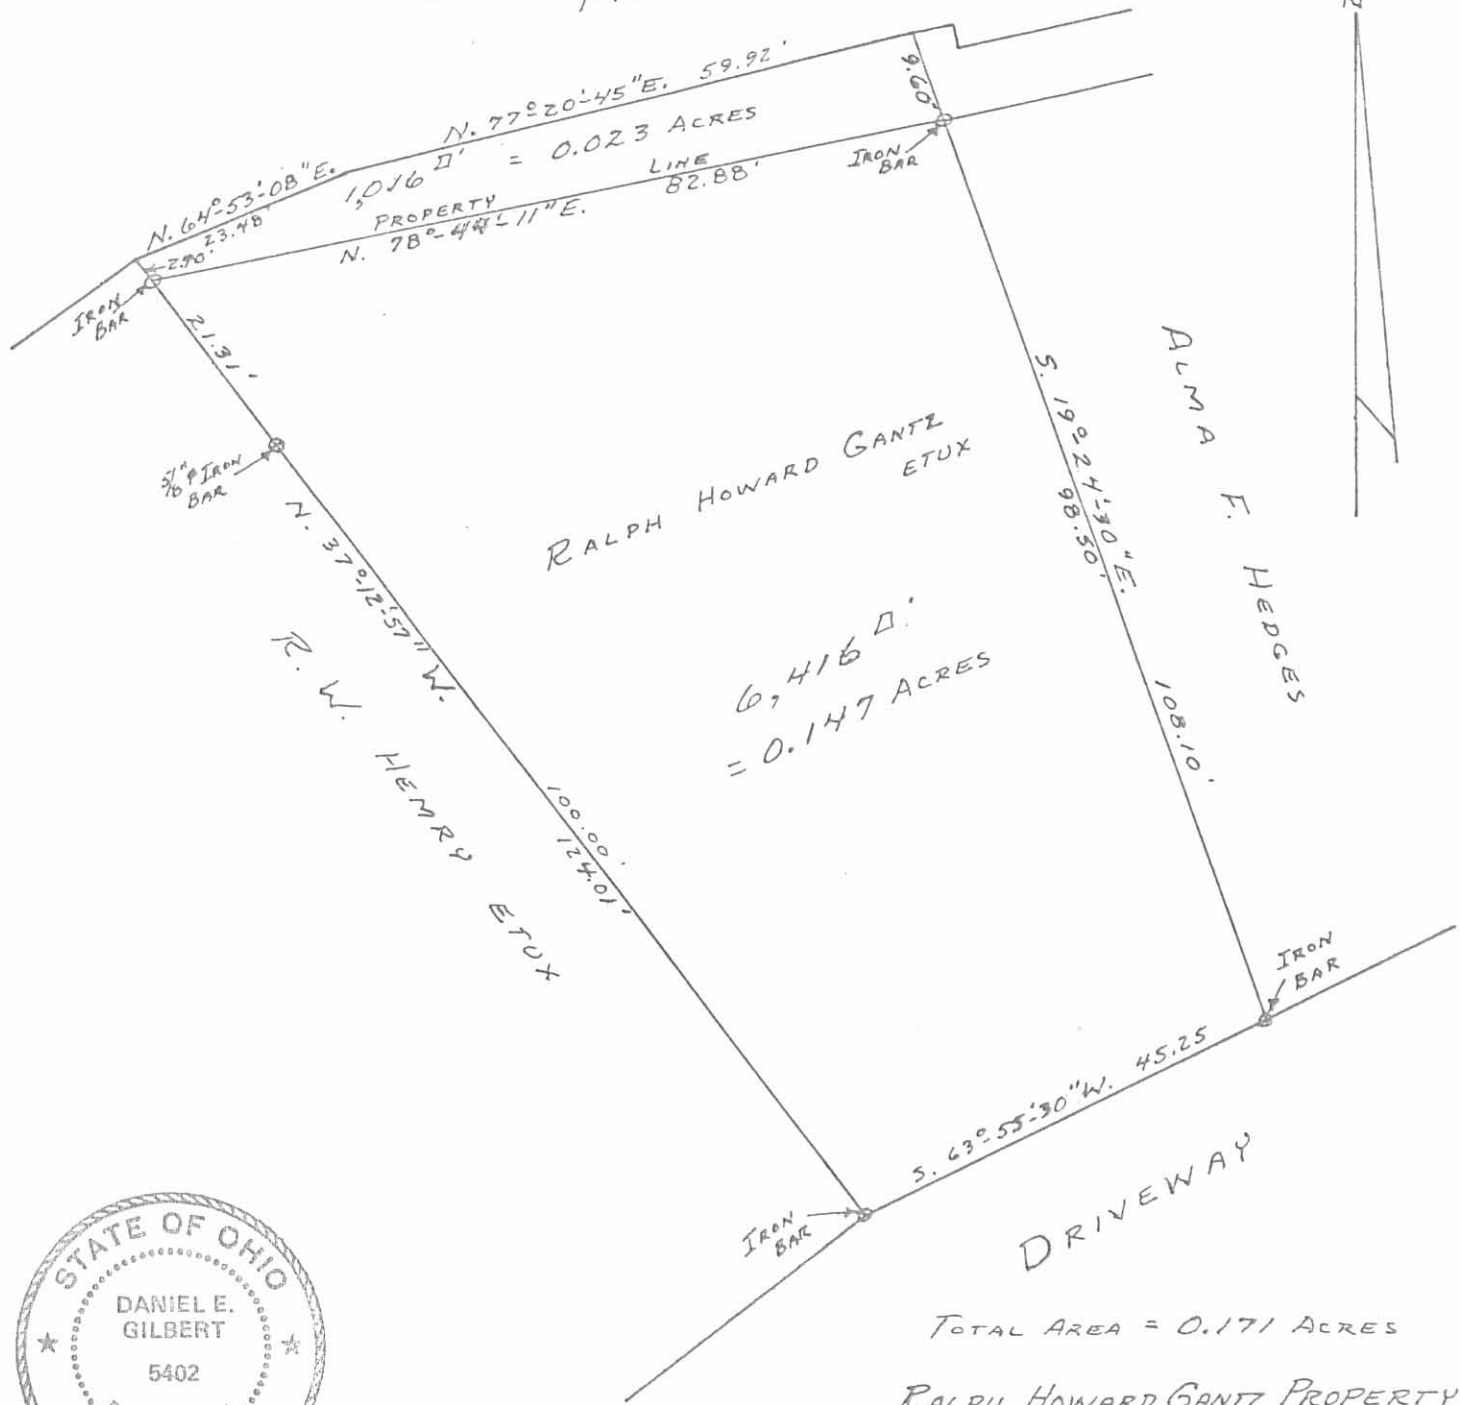 N. 77°-20'-45"E. 59.92'
9.60'
N. 64°-53'-08"E.
23.48'
1,016 □' = 0.023 ACRES
PROPERTY LINE
N. 78°-44'-11"E. 82.88'
IRON
BAR
2.70'
IRON
BAR
21.31'
5/8"φ IRON
BAR
N. 37°-12'-57" W.
R. W. HEMRY ETUX
100.00'
124.01'
RALPH HOWARD GANTZ
ETUX
6,416 □'
= 0.147 ACRES
S. 19°-24'-30"E.
98.50'
108.10'
ALMA F. HEDGES
IRON
BAR
S. 63°-55'-30"W. 45.25
IRON
BAR
DRIVEWAY
STATE OF OHIO
DANIEL E.
GILBERT
5402
TOTAL AREA = 0.171 ACRES
RALPH HOWARD GANTZ PROPERTY